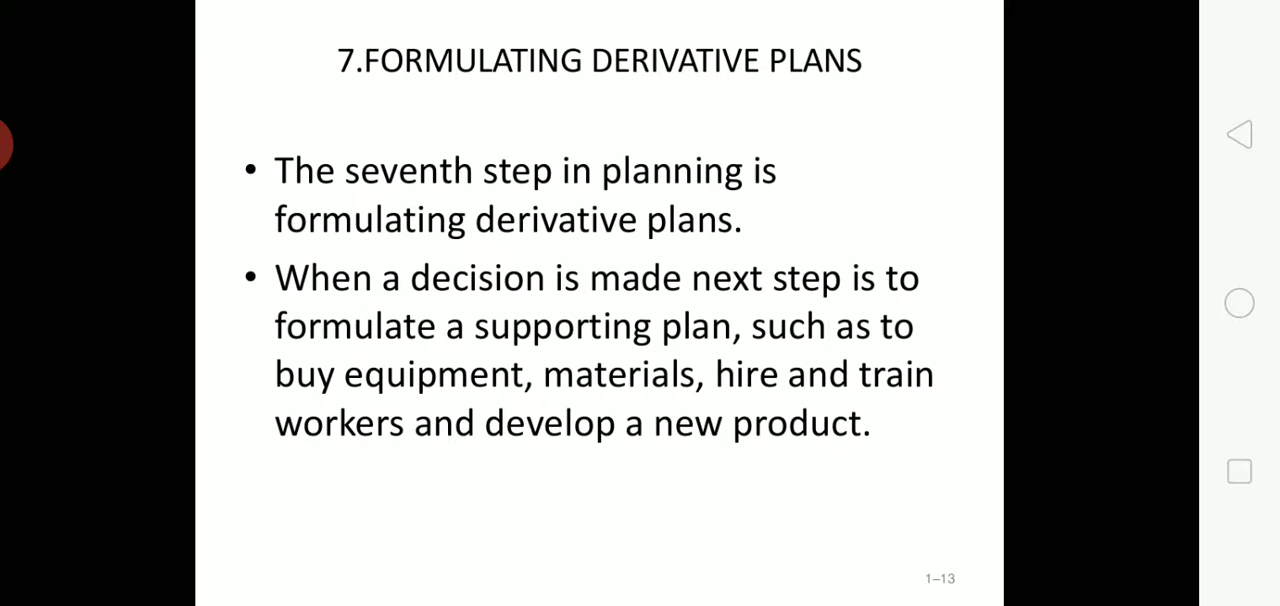 7.FORMULATING DERIVATIVE PLANS
• The seventh step in planning is
formulating derivative plans.
• When a decision is made next step is to
formulate a supporting plan, such as to
buy equipment, materials, hire and train
workers and develop a new product.
1–13